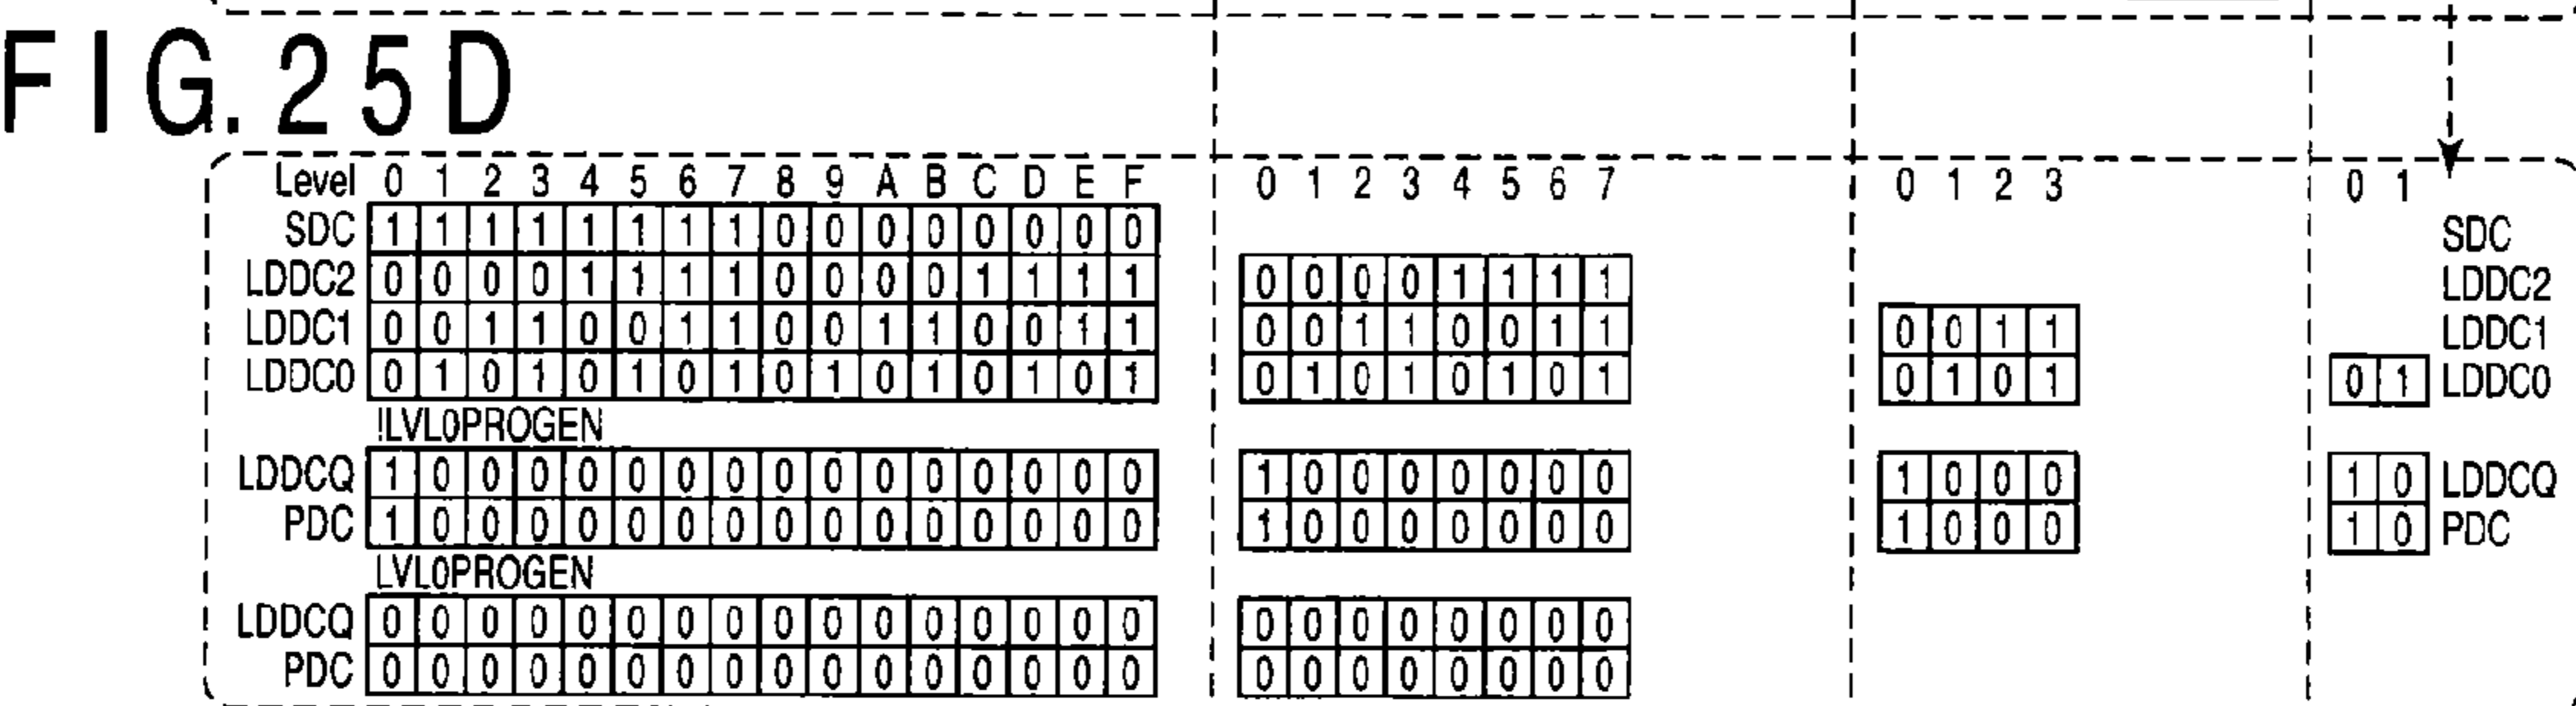 FIG. 25D
Level 0 1 2 3 4 5 6 7 8 9 A B C D E F 0 1 2 3 4 5 6 7 0 1 2 3 0 1
SDC 1 1 1 1 1 1 1 1 0 0 0 0 0 0 0 0 SDC
LDDC2 0 0 0 0 1 1 1 1 0 0 0 0 1 1 1 1 0 0 0 0 1 1 1 1 LDDC2
LDDC1 0 0 1 1 0 0 1 1 0 0 1 1 0 0 1 1 0 0 1 1 0 0 1 1 0 0 1 1 LDDC1
LDDC0 0 1 0 1 0 1 0 1 0 1 0 1 0 1 0 1 0 1 0 1 0 1 0 1 0 1 0 1 0 1 LDDC0
!LVL0PROGEN
LDDCQ 1 0 0 0 0 0 0 0 0 0 0 0 0 0 0 0 1 0 0 0 0 0 0 0 1 0 0 0 1 0 LDDCQ
PDC 1 0 0 0 0 0 0 0 0 0 0 0 0 0 0 0 1 0 0 0 0 0 0 0 1 0 0 0 1 0 PDC
LVL0PROGEN
LDDCQ 0 0 0 0 0 0 0 0 0 0 0 0 0 0 0 0 0 0 0 0 0 0 0 0
PDC 0 0 0 0 0 0 0 0 0 0 0 0 0 0 0 0 0 0 0 0 0 0 0 0